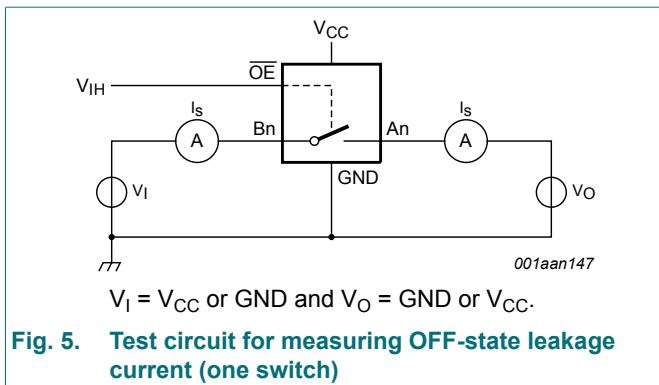 VCC
OE
VIH
IS
IS
Bn
An
A
A
GND
VI
VO
001aan147
VI = VCC or GND and VO = GND or VCC.
Fig. 5. Test circuit for measuring OFF-state leakage
current (one switch)